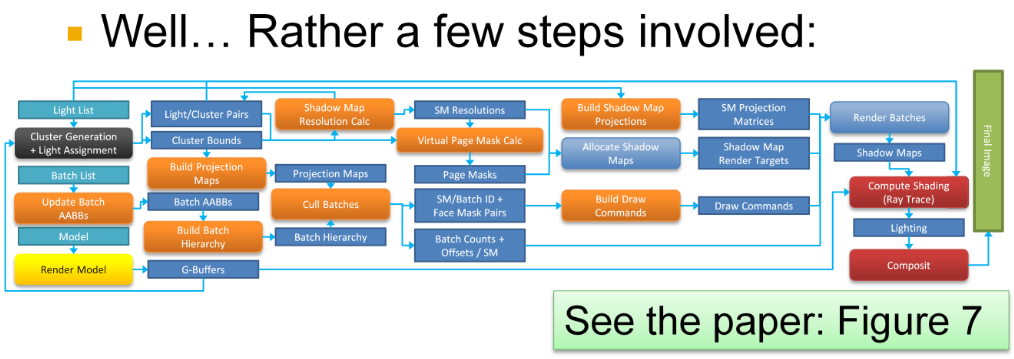 Well... Rather a few steps involved:
Light List
Cluster Generation
+ Light Assignment
Batch List
Update Batch
AABBs
Model
Render Model
Light/Cluster Pairs
Cluster Bounds
Build Projection
Maps
Batch AABBs
Build Batch
Hierarchy
G-Buffers
Shadow Map
Resolution Calc
Projection Maps
Cull Batches
Batch Hierarchy
SM Resolutions
Virtual Page Mask Calc
Page Masks
SM/Batch ID +
Face Mask Pairs
Batch Counts +
Offsets / SM
Build Shadow Map
Projections
Allocate Shadow
Maps
Build Draw
Commands
SM Projection
Matrices
Shadow Map
Render Targets
Draw Commands
Render Batches
Shadow Maps
Compute Shading
(Ray Trace)
Lighting
Composit
Final Image
See the paper: Figure 7